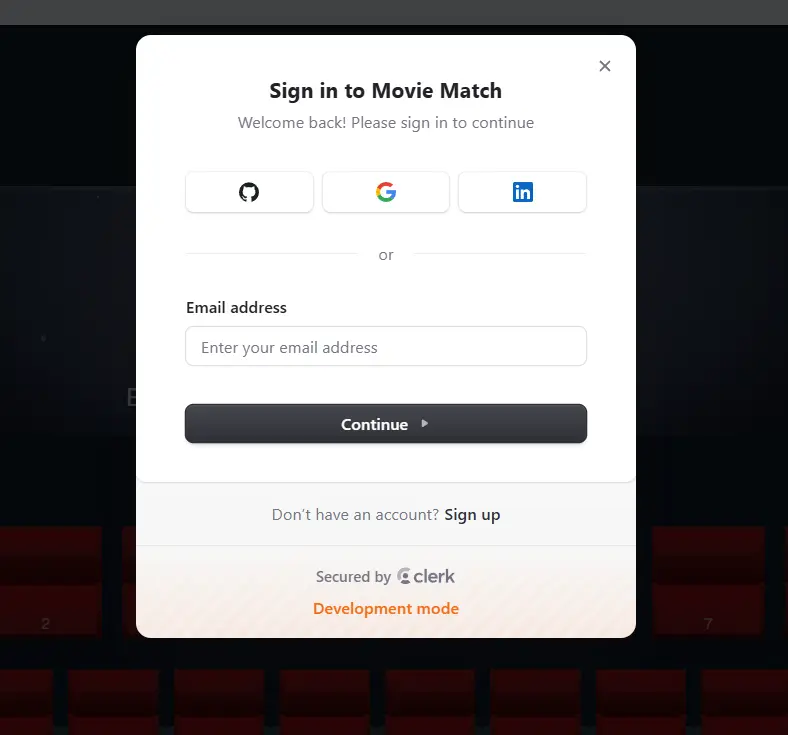 Sign in to Movie Match
Welcome back! Please sign in to continue
in
or
Email address
Enter your email address
Continue
Don't have an account? Sign up
Secured by clerk
Development mode
2
7